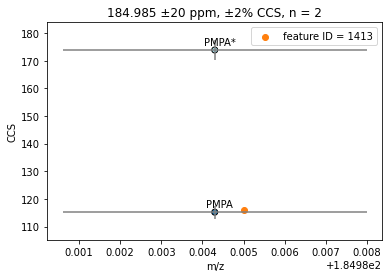 184.985 ±20 ppm, ±2% CCS, n = 2
180
170
160
150
140
130
120
110
CCS
PMPA*
feature ID = 1413
PMPA
0.001 0.002 0.003 0.004 0.005 0.006 0.007 0.008
+1.8498e2
m/z